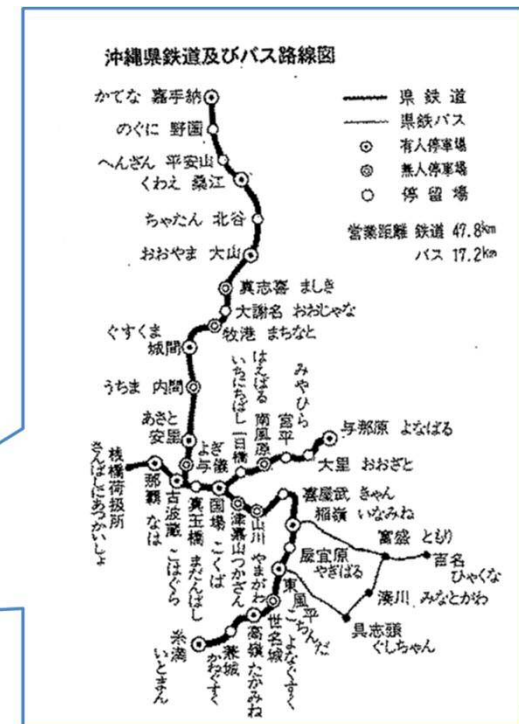 沖縄県鉄道及びバス路線図
県鉄道
県鉄バス
有人停車場
無人停車場
停留場
営業距離 鉄道 47.8km
バス 17.2km
かてな 嘉手納
のぐに 野国
へんざん 平安山
くわえ 桑江
ちゃたん 北谷
おおやま 大山
真志喜 ましき
大謝名 おおじゃな
牧港 まちなと
ぐすくま
城間
うちま 内間
あさと
安里
よぎ
与儀
いちにちばし 一日橋
はえばる
南風原
みやひら
宮平
与那原 よなばる
大里 おおざと
桟橋荷扱所
さんばしにあつかいしょ
那覇 なは
古波蔵 こはぐら
真玉橋 まだんばし
国場 こくば
津嘉山 つかざん
山川 やまがわ
喜屋武 きゃん
稲嶺 いなみね
屋宜原
やぎばる
東風平 こちんだ
世名城 よなぐすく
高嶺 たかみね
兼城
かねぐすく
糸満
いとまん
富盛 ともり
百名
ひゃくな
湊川 みなとがわ
具志頭
ぐしちゃん